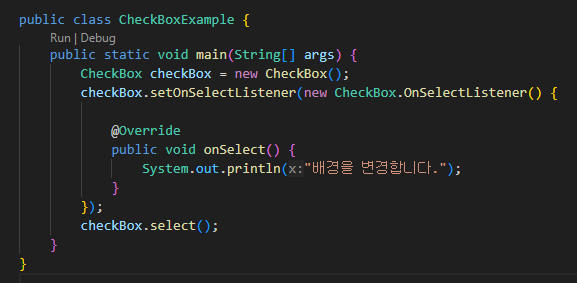 public class CheckBoxExample {
Run | Debug
public static void main(String[] args) {
CheckBox checkBox = new CheckBox();
checkBox.setOnSelectListener(new CheckBox.OnSelectListener() {
@Override
public void onSelect() {
System.out.println(x:"배경을 변경합니다.");
}
});
checkBox.select();
}
}